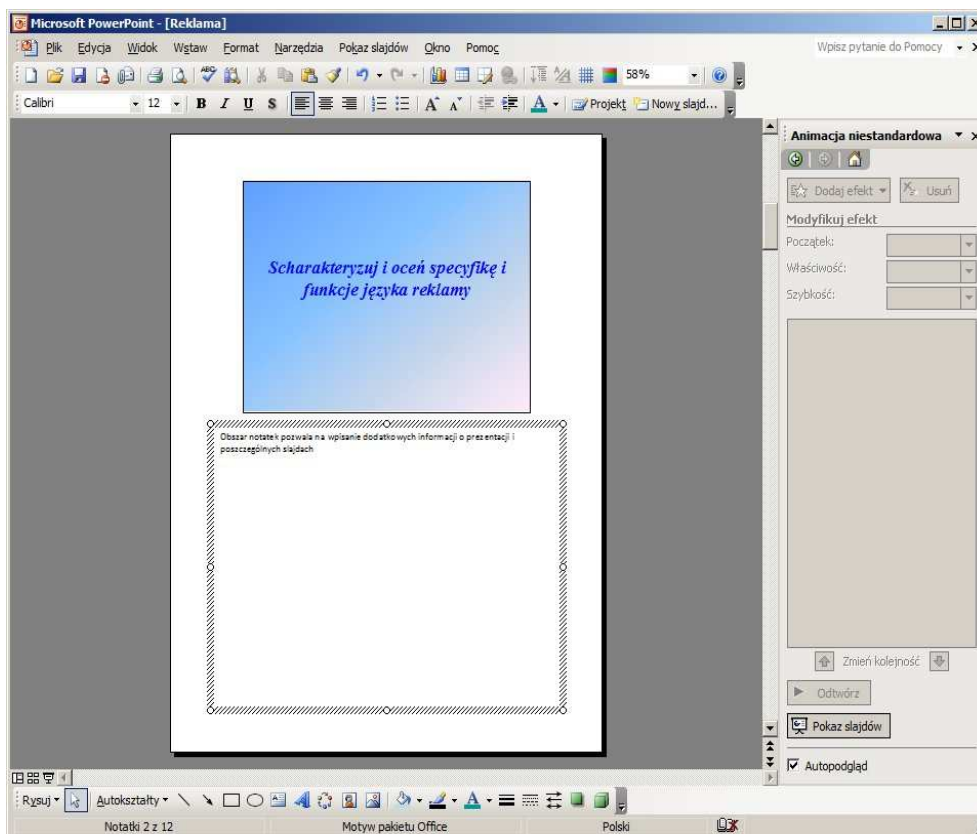 Microsoft PowerPoint - [Reklama]
Plik Edycja Widok Wstaw Format Narzędzia Pokaz slajdów Okno Pomoc Wpisz pytanie do Pomocy
58%
Calibri 12 B I U S A A A Projekt Nowy slajd...
Animacja niestandardowa
Dodaj efekt Usuń
Modyfikuj efekt
Początek:
Właściwość:
Szybkość:
Scharakteryzuj i oceń specyfikę i
funkcje języka reklamy
Obszar notatek pozwala na wpisanie dodatkowych informacji o prezentacji i
poszczególnych slajdach
Zmień kolejność
Odtwórz
Pokaz slajdów
Autopodgląd
Rysuj Autokształty
Notatki 2 z 12 Motyw pakietu Office Polski